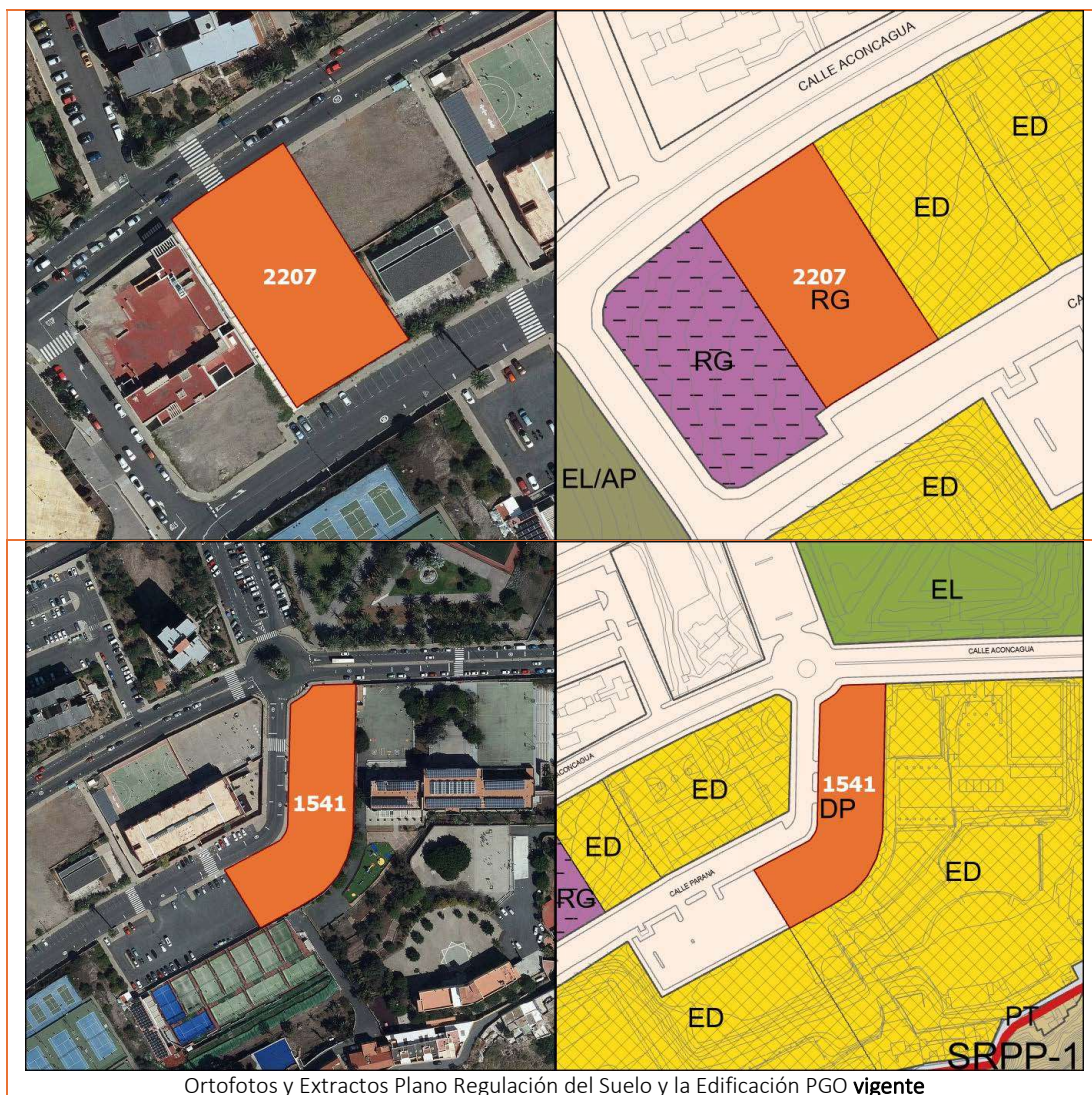 2207
CALLE ACONCAGUA
ED
ED
2207
RG
RG
EL/AP
ED
CA
1541
EL
CALLE ACONCAGUA
ACONCAGUA
ED
1541
DP
ED
ED
RG
CALLE PARANA
ED
PT
SRPP-1
Ortofotos y Extractos Plano Regulación del Suelo y la Edificación PGO vigente